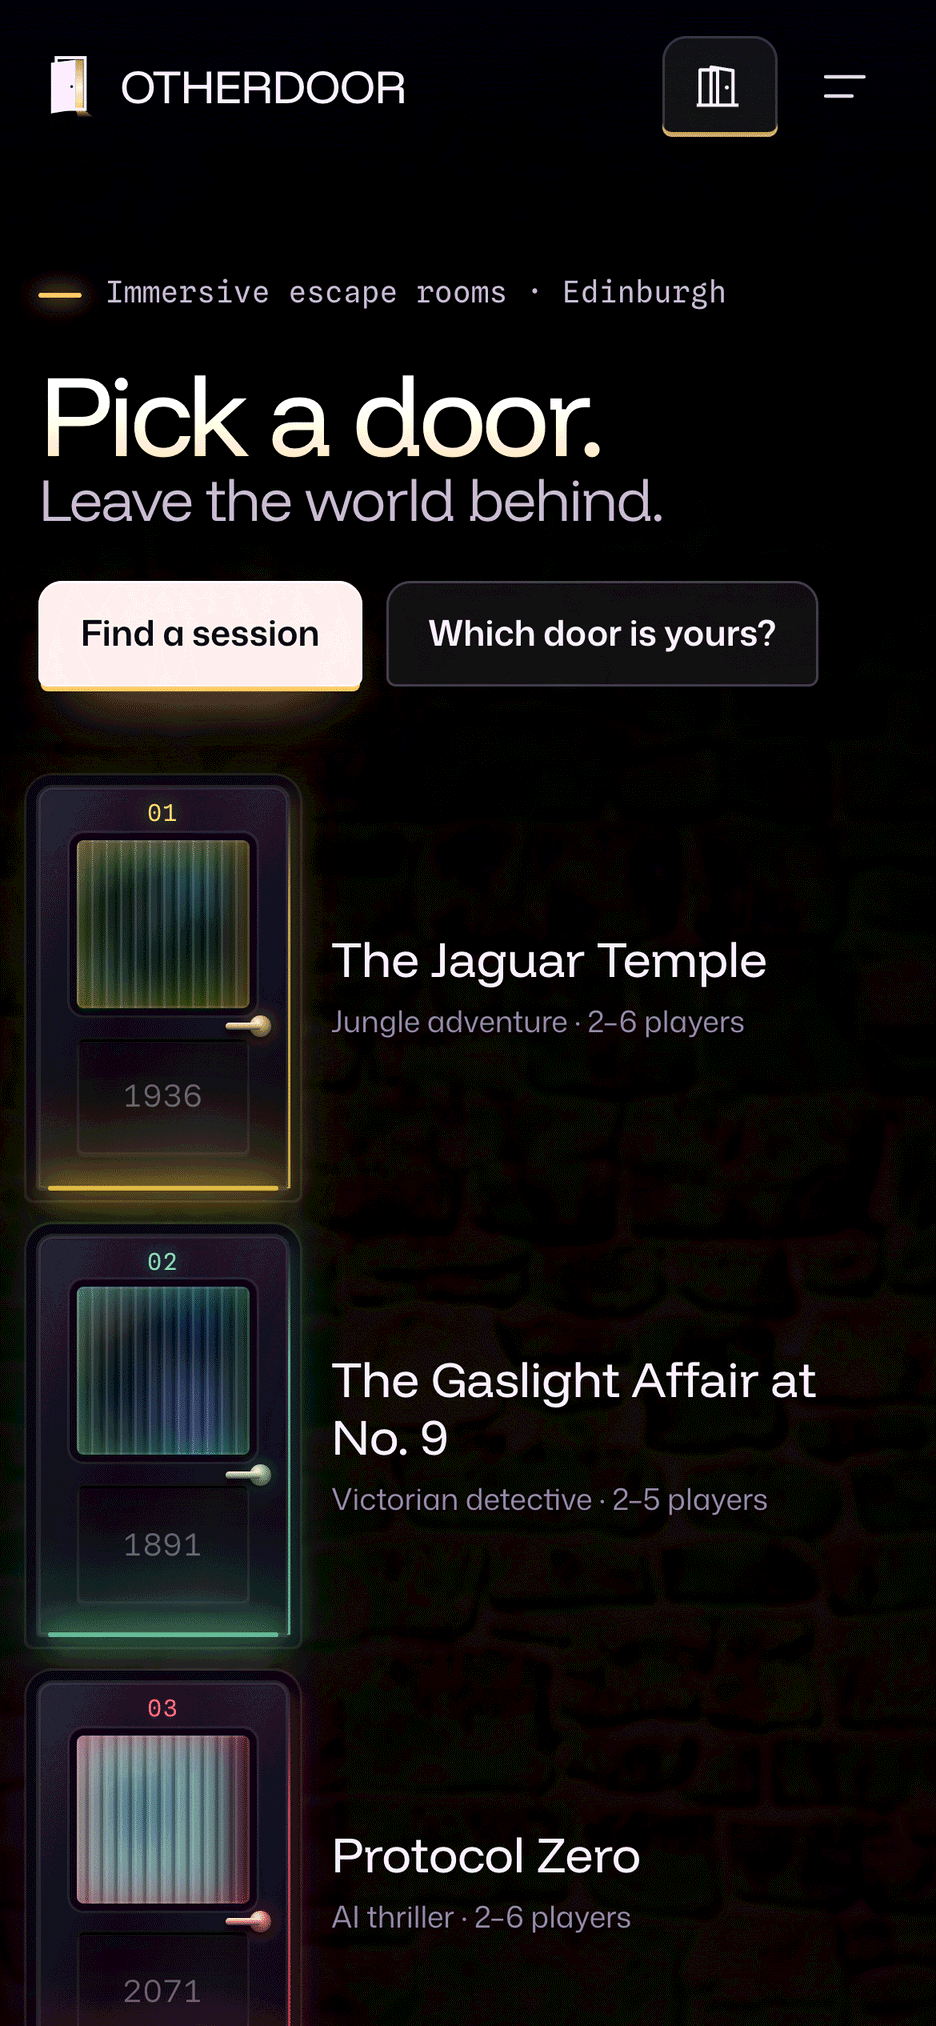 OTHERDOOR
Immersive escape rooms · Edinburgh
Pick a door.
Leave the world behind.
Find a session
Which door is yours?
01
The Jaguar Temple
Jungle adventure · 2–6 players
1936
02
The Gaslight Affair at
No. 9
Victorian detective · 2–5 players
1891
03
Protocol Zero
AI thriller · 2–6 players
2071